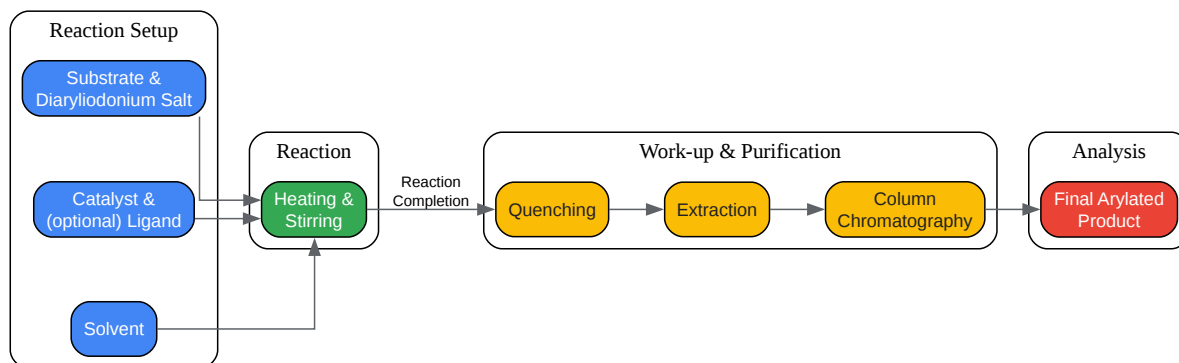 Reaction Setup
Substrate &
Diaryliodonium Salt
Catalyst &
(optional) Ligand
Solvent
Reaction
Heating &
Stirring
Reaction
Completion
Work-up & Purification
Quenching
Extraction
Column
Chromatography
Analysis
Final Arylated
Product